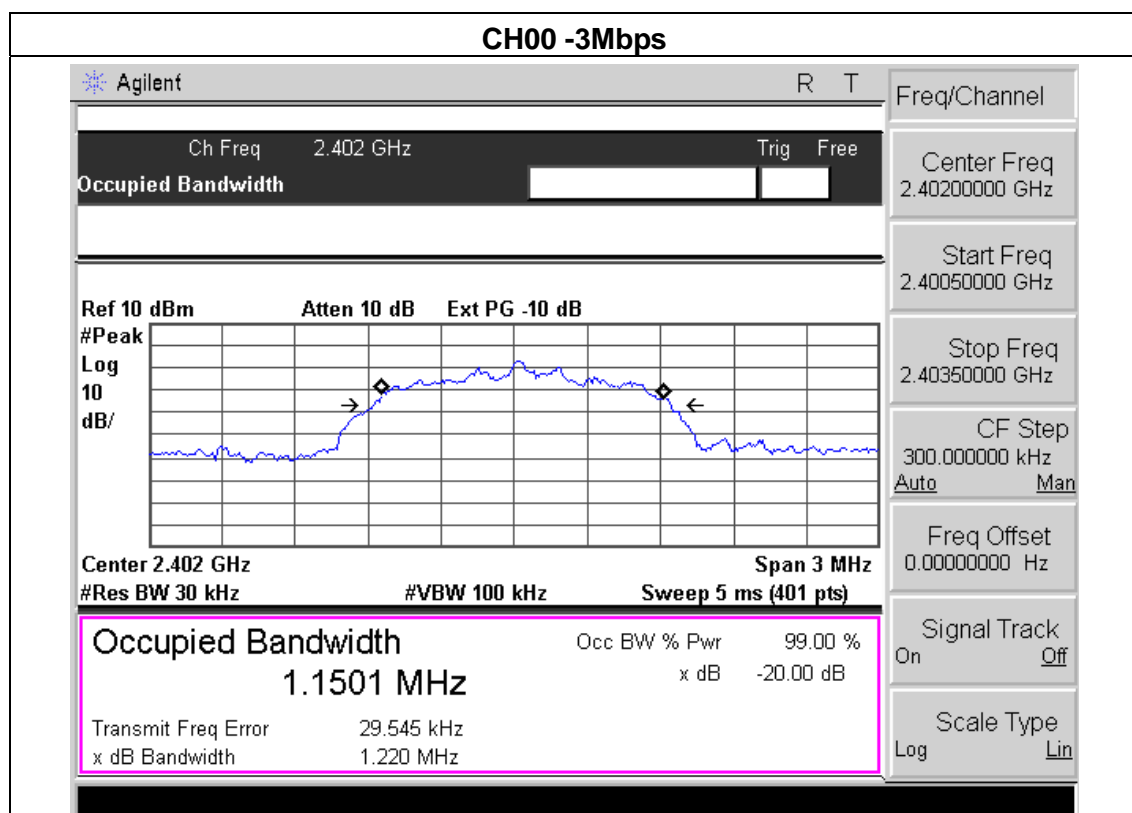 CH00 -3Mbps
Agilent R T
Freq/Channel
Ch Freq 2.402 GHz Trig Free
Occupied Bandwidth
Center Freq
2.40200000 GHz
Start Freq
2.40050000 GHz
Stop Freq
2.40350000 GHz
CF Step
300.000000 kHz
Auto Man
Freq Offset
0.00000000 Hz
Signal Track
On Off
Scale Type
Log Lin
Ref 10 dBm Atten 10 dB Ext PG -10 dB
#Peak
Log
10
dB/
Center 2.402 GHz Span 3 MHz
#Res BW 30 kHz #VBW 100 kHz Sweep 5 ms (401 pts)
Occupied Bandwidth Occ BW % Pwr 99.00 %
1.1501 MHz x dB -20.00 dB
Transmit Freq Error 29.545 kHz
x dB Bandwidth 1.220 MHz